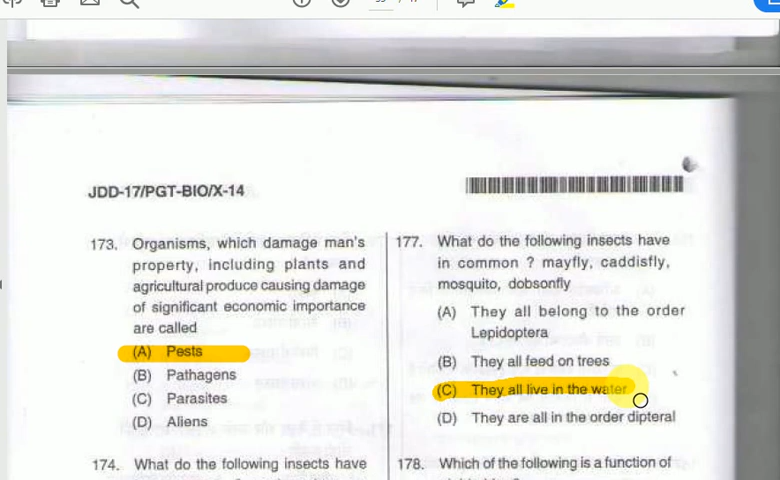 JDD-17/PGT-BIO/X-14
173. Organisms, which damage man's
property, including plants and
agricultural produce causing damage
of significant economic importance
are called
(A) Pests
(B) Pathagens
(C) Parasites
(D) Aliens
174. What do the following insects have
177. What do the following insects have
in common ? mayfly, caddisfly,
mosquito, dobsonfly
(A) They all belong to the order
Lepidoptera
(B) They all feed on trees
(C) They all live in the water
(D) They are all in the order dipteral
178. Which of the following is a function of